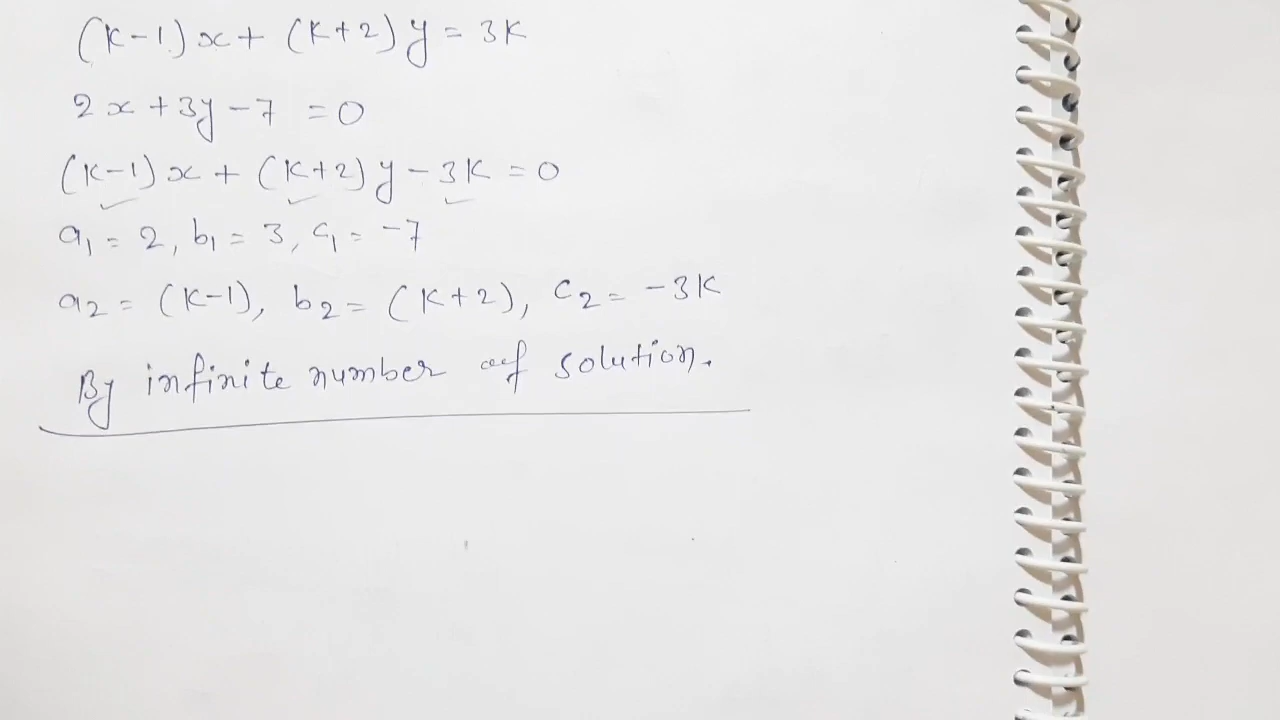 (K-1)x + (K+2)y = 3K
2x + 3y - 7 = 0
(K-1)x + (K+2)y - 3K = 0
a₁ = 2, b₁ = 3, c₁ = -7
a₂ = (K-1), b₂ = (K+2), c₂ = -3K
By infinite number of solution.